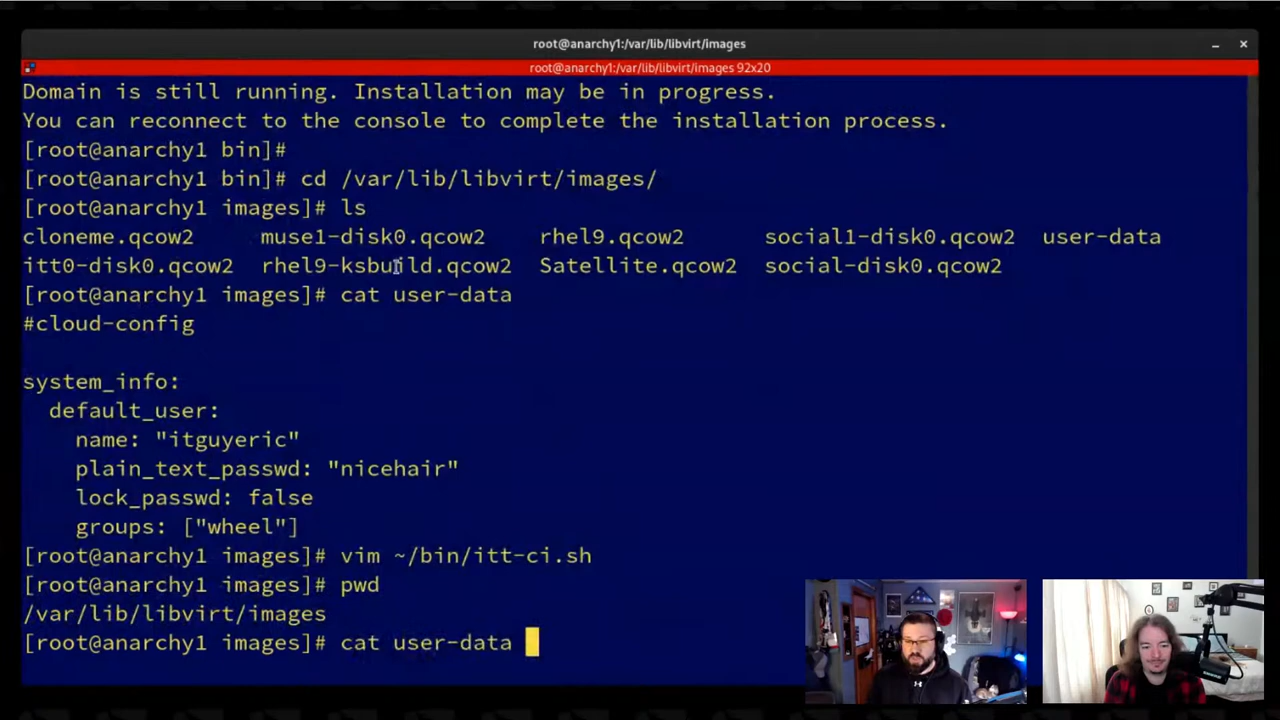 root@anarchy1:/var/lib/libvirt/images
root@anarchy1:/var/lib/libvirt/images 92x20
Domain is still running. Installation may be in progress.
You can reconnect to the console to complete the installation process.
[root@anarchy1 bin]#
[root@anarchy1 bin]# cd /var/lib/libvirt/images/
[root@anarchy1 images]# ls
cloneme.qcow2 muse1-disk0.qcow2 rhel9.qcow2 social1-disk0.qcow2 user-data
itt0-disk0.qcow2 rhel9-ksbuild.qcow2 Satellite.qcow2 social-disk0.qcow2
[root@anarchy1 images]# cat user-data
#cloud-config
system_info:
default_user:
name: "itguyeric"
plain_text_passwd: "nicehair"
lock_passwd: false
groups: ["wheel"]
[root@anarchy1 images]# vim ~/bin/itt-ci.sh
[root@anarchy1 images]# pwd
/var/lib/libvirt/images
[root@anarchy1 images]# cat user-data